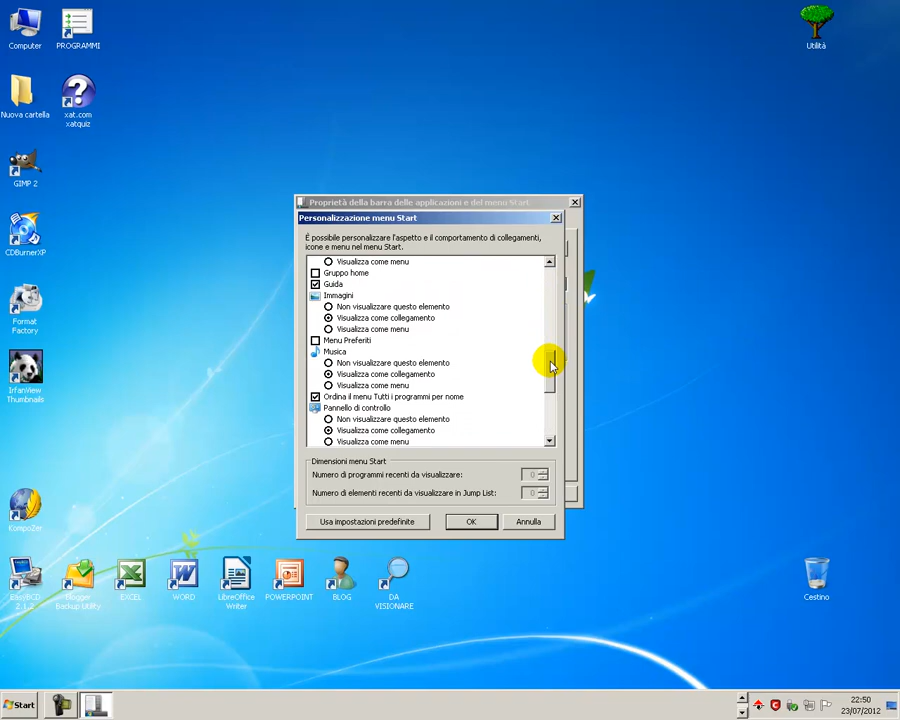 Computer
PROGRAMMI
Utilità
Nuova cartella
xat.com
xatquiz
GIMP 2
CDBurnerXP
Format
Factory
IrfanView
Thumbnails
KompoZer
EasyBCD
2.1.2
Blogger
Backup Utility
EXCEL
WORD
LibreOffice
Writer
POWERPOINT
BLOG
DA
VISIONARE
Cestino
Proprietà della barra delle applicazioni e del menu Start
Personalizzazione menu Start
È possibile personalizzare l'aspetto e il comportamento di collegamenti,
icone e menu nel menu Start.
Visualizza come menu
Gruppo home
Guida
Immagini
Non visualizzare questo elemento
Visualizza come collegamento
Visualizza come menu
Menu Preferiti
Musica
Non visualizzare questo elemento
Visualizza come collegamento
Visualizza come menu
Ordina il menu Tutti i programmi per nome
Pannello di controllo
Non visualizzare questo elemento
Visualizza come collegamento
Visualizza come menu
Dimensioni menu Start
Numero di programmi recenti da visualizzare: 0
Numero di elementi recenti da visualizzare in Jump List: 0
Usa impostazioni predefinite OK Annulla
Start
22:50
23/07/2012